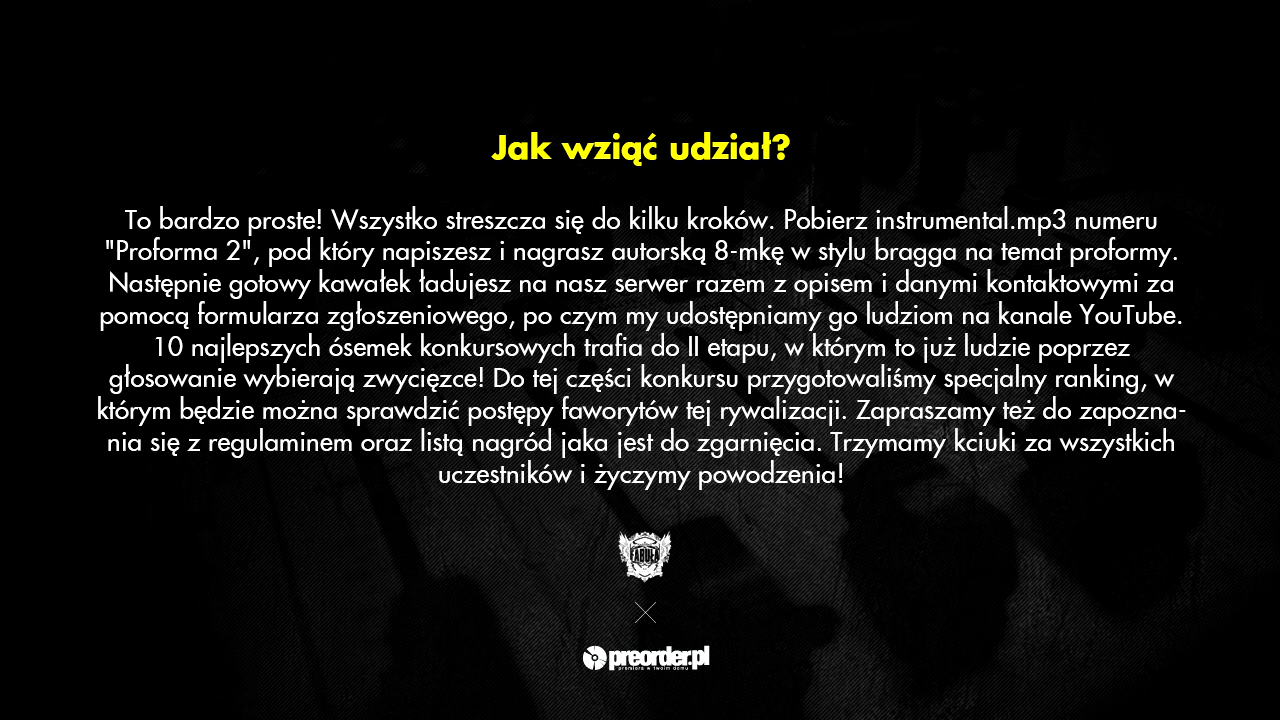 Jak wziąć udział?
To bardzo proste! Wszystko streszcza się do kilku kroków. Pobierz instrumental.mp3 numeru
"Proforma 2", pod który napiszesz i nagrasz autorską 8-mkę w stylu bragga na temat proformy.
Następnie gotowy kawałek ładujesz na nasz serwer razem z opisem i danymi kontaktowymi za
pomocą formularza zgłoszeniowego, po czym my udostępniamy go ludziom na kanale YouTube.
10 najlepszych ósemek konkursowych trafia do II etapu, w którym to już ludzie poprzez
głosowanie wybierają zwycięzce! Do tej części konkursu przygotowaliśmy specjalny ranking, w
którym będzie można sprawdzić postępy faworytów tej rywalizacji. Zapraszamy też do zapozna-
nia się z regulaminem oraz listą nagród jaka jest do zgarnięcia. Trzymamy kciuki za wszystkich
uczestników i życzymy powodzenia!
FABUŁA
preorder.pl
premiera w twoim domu